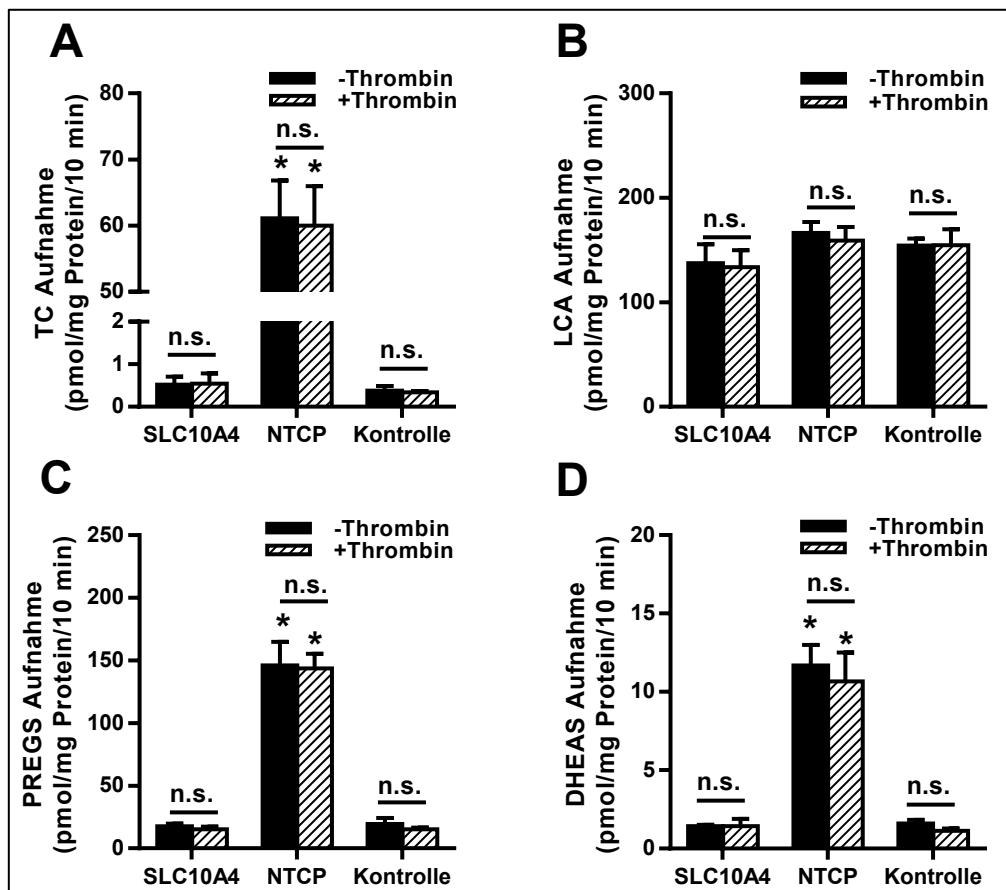 A
-Thrombin
+Thrombin
TC Aufnahme
(pmol/mg Protein/10 min)
80
70
60
50
2
1
0
n.s.
*
*
n.s.
n.s.
SLC10A4
NTCP
Kontrolle
B
-Thrombin
+Thrombin
LCA Aufnahme
(pmol/mg Protein/10 min)
300
200
100
0
n.s.
n.s.
n.s.
SLC10A4
NTCP
Kontrolle
C
-Thrombin
+Thrombin
PREGS Aufnahme
(pmol/mg Protein/10 min)
250
200
150
100
50
0
n.s.
*
*
n.s.
n.s.
SLC10A4
NTCP
Kontrolle
D
-Thrombin
+Thrombin
DHEAS Aufnahme
(pmol/mg Protein/10 min)
20
15
10
5
0
n.s.
*
*
n.s.
n.s.
SLC10A4
NTCP
Kontrolle